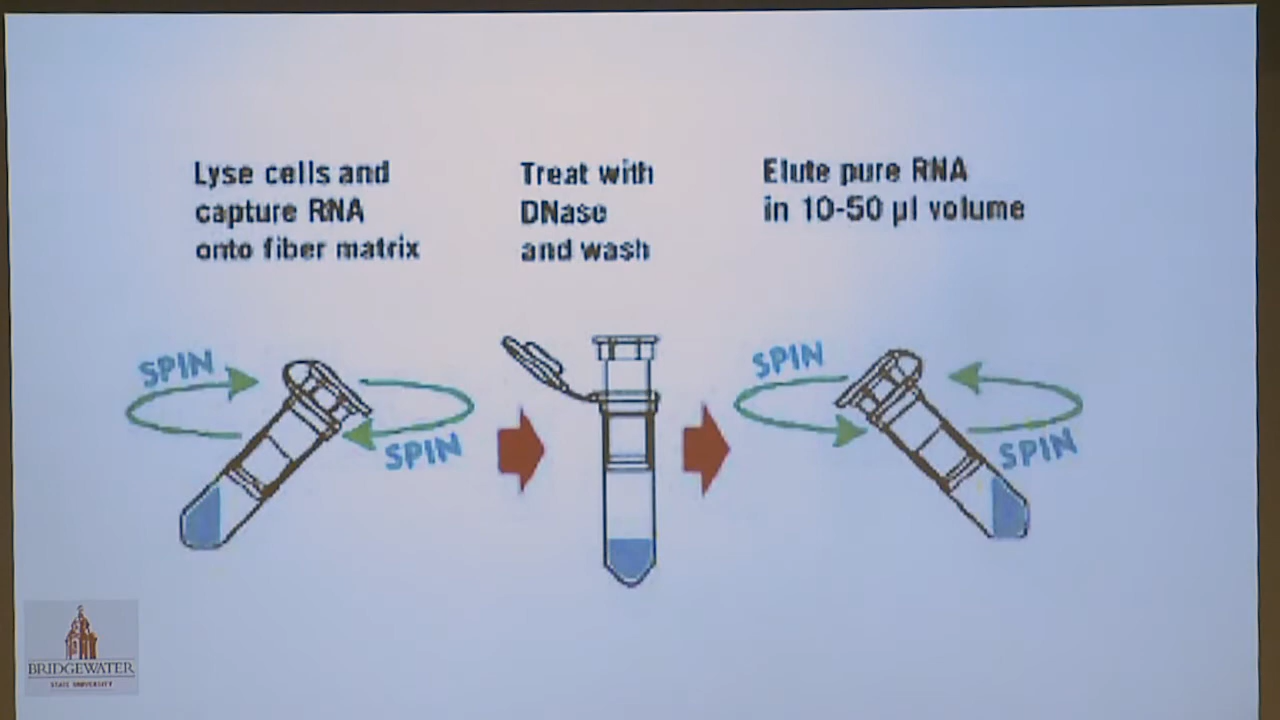 Lyse cells and
capture RNA
onto fiber matrix
Treat with
DNase
and wash
Elute pure RNA
in 10-50 µl volume
SPIN
SPIN
SPIN
SPIN
BRIDGEWATER
STATE UNIVERSITY